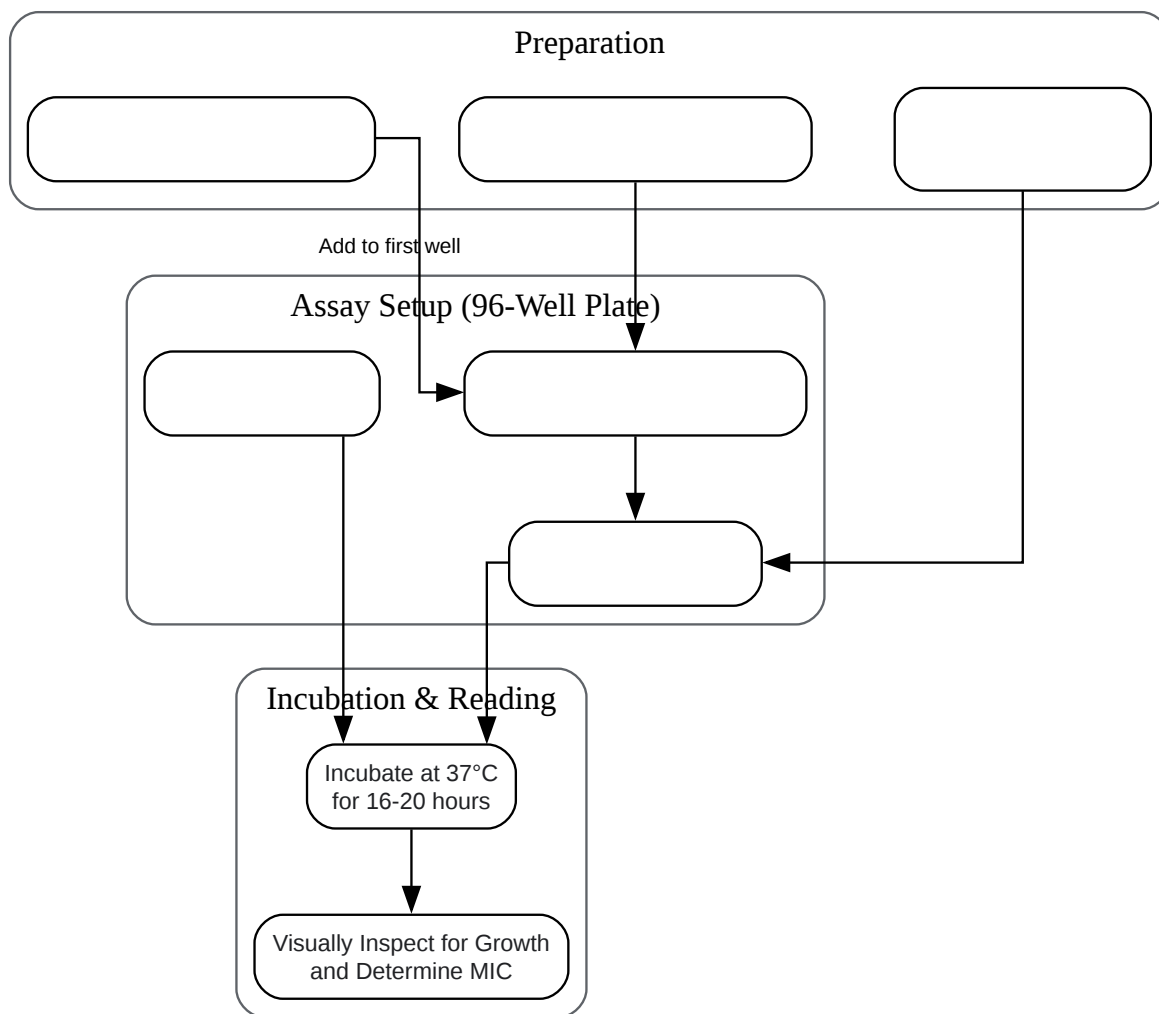 Preparation
Add to first well
Assay Setup (96-Well Plate)
Incubation & Reading
Incubate at 37°C
for 16-20 hours
Visually Inspect for Growth
and Determine MIC